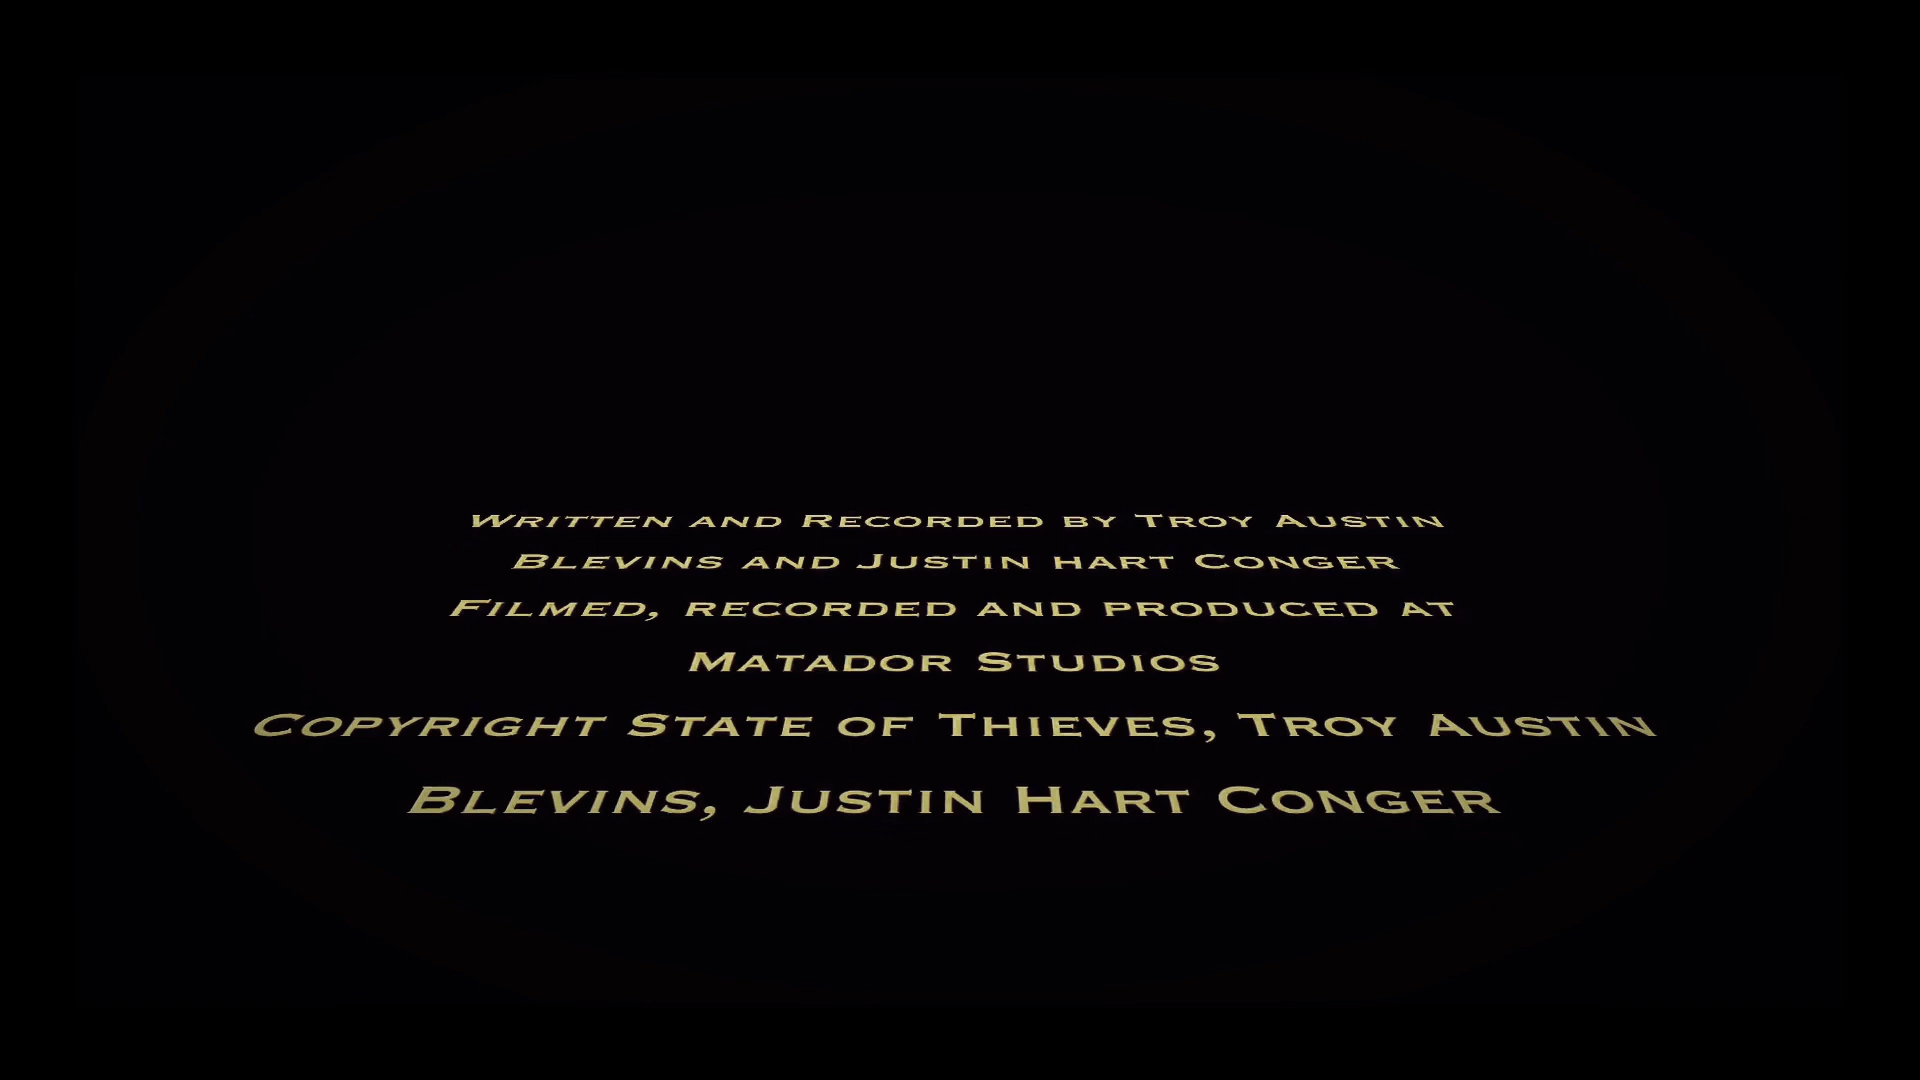 Written and Recorded by Troy Austin
Blevins and Justin hart Conger
Filmed, recorded and produced at
Matador Studios
Copyright State of Thieves, Troy Austin
Blevins, Justin Hart Conger